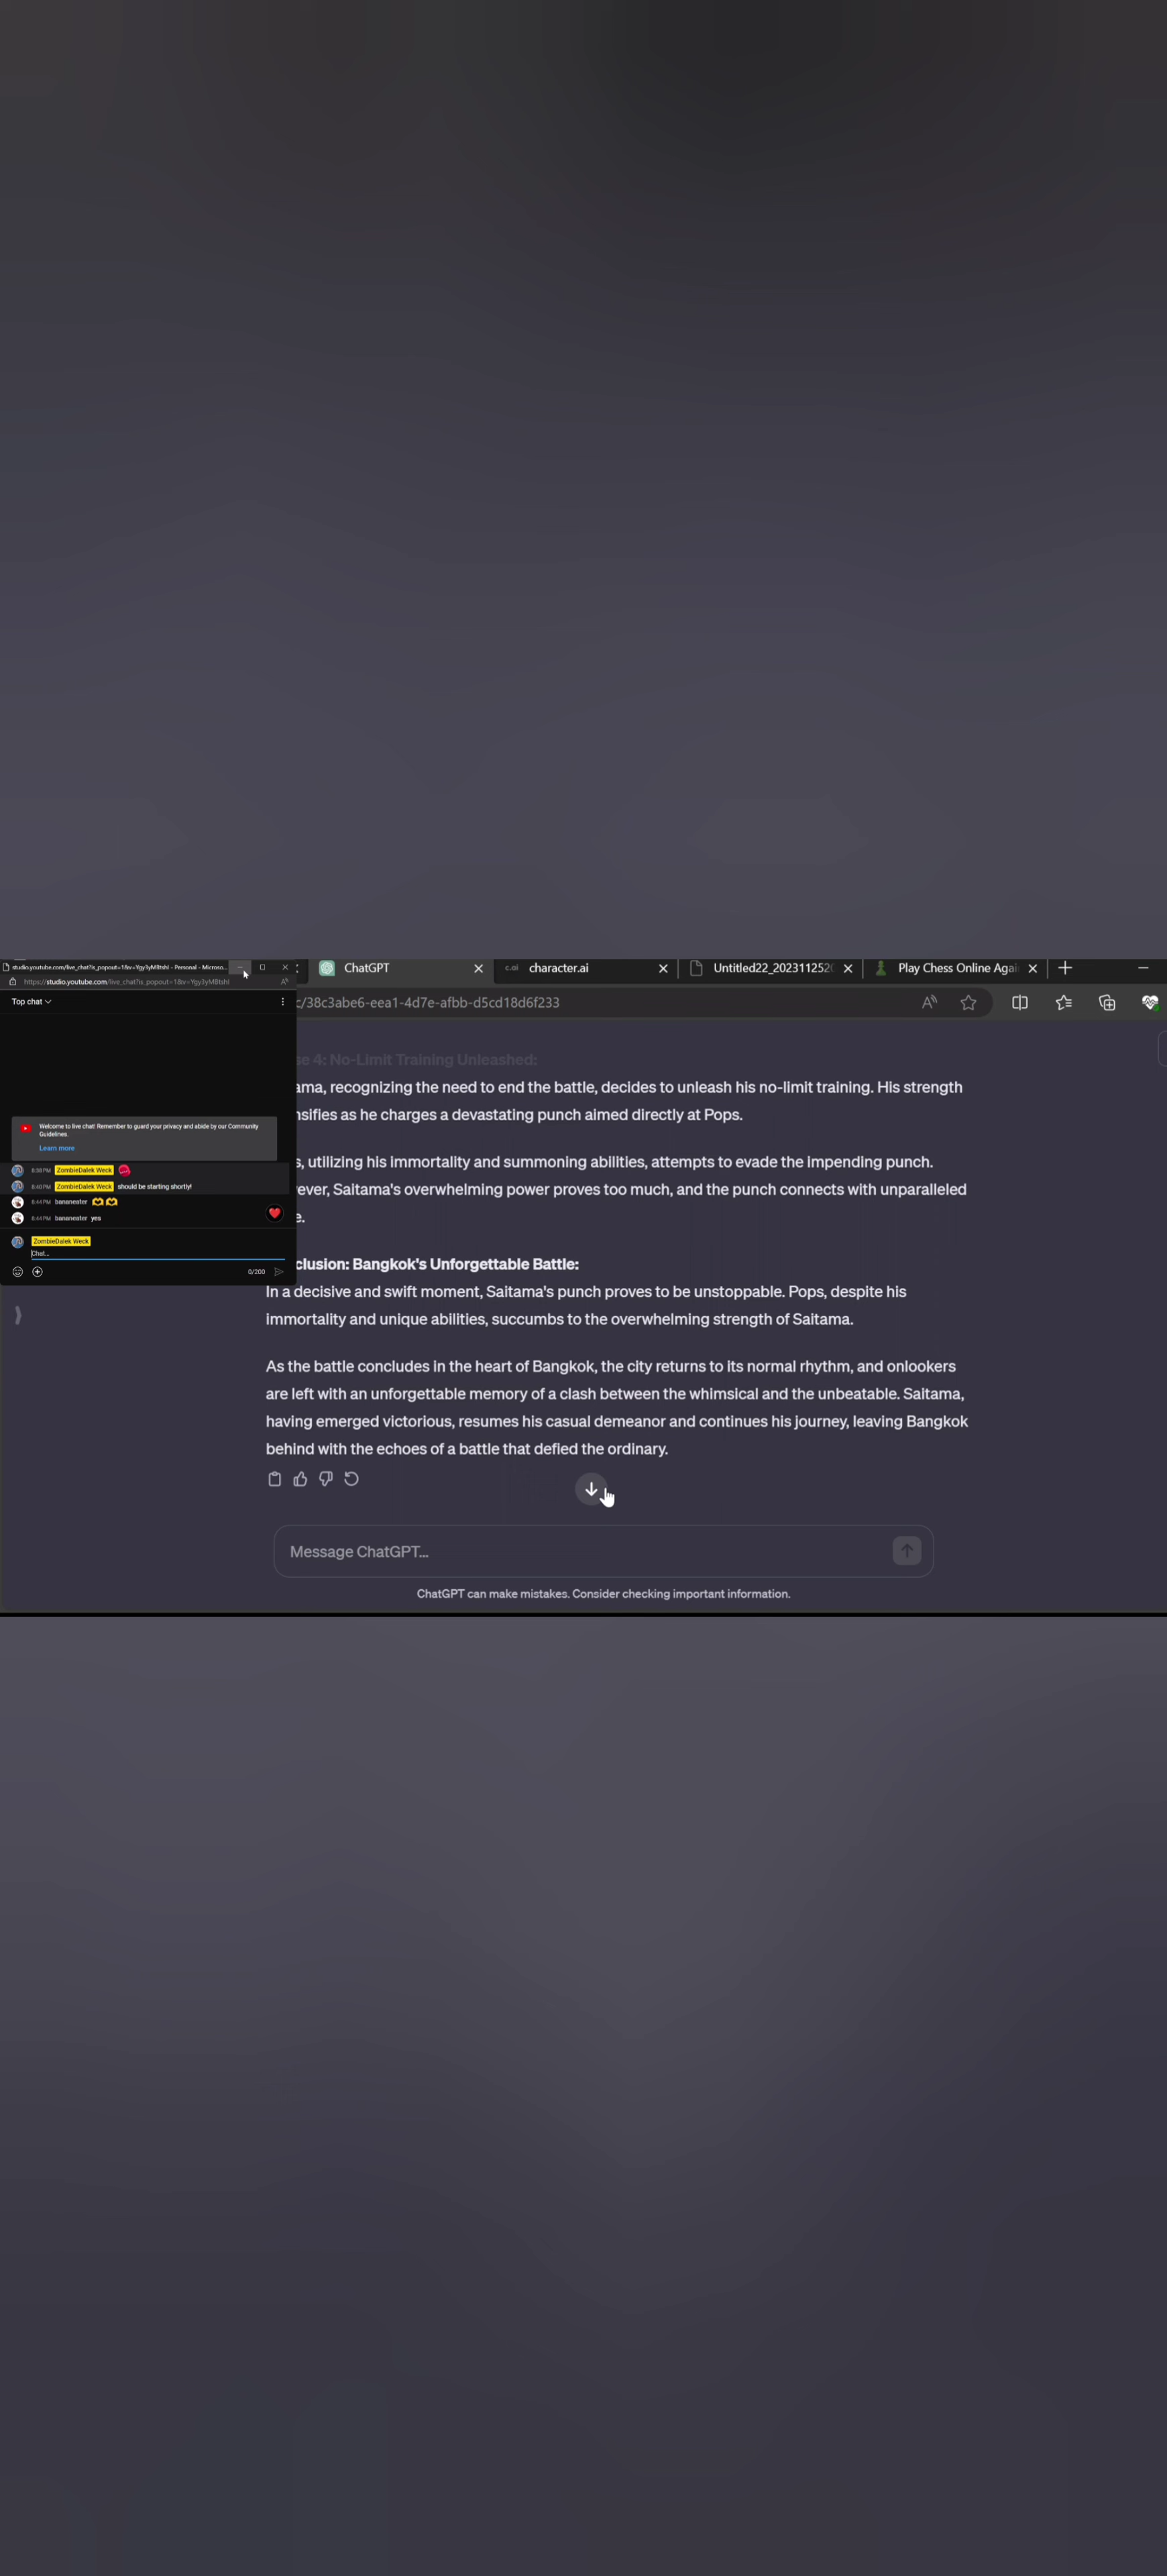 studio.youtube.com/live_chat?is_popout=1&v=Ygy3yMBtshI - Personal - Microso...
https://studio.youtube.com/live_chat?is_popout=1&v=Ygy3yMBtshI
ChatGPT
c.ai character.ai
Untitled22_2023112520
Play Chess Online Agai
c/38c3abe6-eea1-4d7e-afbb-d5cd18d6f233
Top chat
Welcome to live chat! Remember to guard your privacy and abide by our Community
Guidelines.
Learn more
8:38PM ZombieDalek Weck
8:40PM ZombieDalek Weck should be starting shortly!
8:44PM bananeater
8:44PM bananeater yes
ZombieDalek Weck
Chat...
0/200
se 4: No-Limit Training Unleashed:
ama, recognizing the need to end the battle, decides to unleash his no-limit training. His strength
nsifies as he charges a devastating punch aimed directly at Pops.
s, utilizing his immortality and summoning abilities, attempts to evade the impending punch.
ever, Saitama's overwhelming power proves too much, and the punch connects with unparalleled
e.
clusion: Bangkok's Unforgettable Battle:
In a decisive and swift moment, Saitama's punch proves to be unstoppable. Pops, despite his
immortality and unique abilities, succumbs to the overwhelming strength of Saitama.
As the battle concludes in the heart of Bangkok, the city returns to its normal rhythm, and onlookers
are left with an unforgettable memory of a clash between the whimsical and the unbeatable. Saitama,
having emerged victorious, resumes his casual demeanor and continues his journey, leaving Bangkok
behind with the echoes of a battle that defied the ordinary.
Message ChatGPT...
ChatGPT can make mistakes. Consider checking important information.